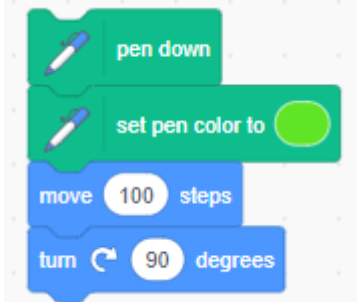 pen down
set pen color to
move 100 steps
turn 90 degrees